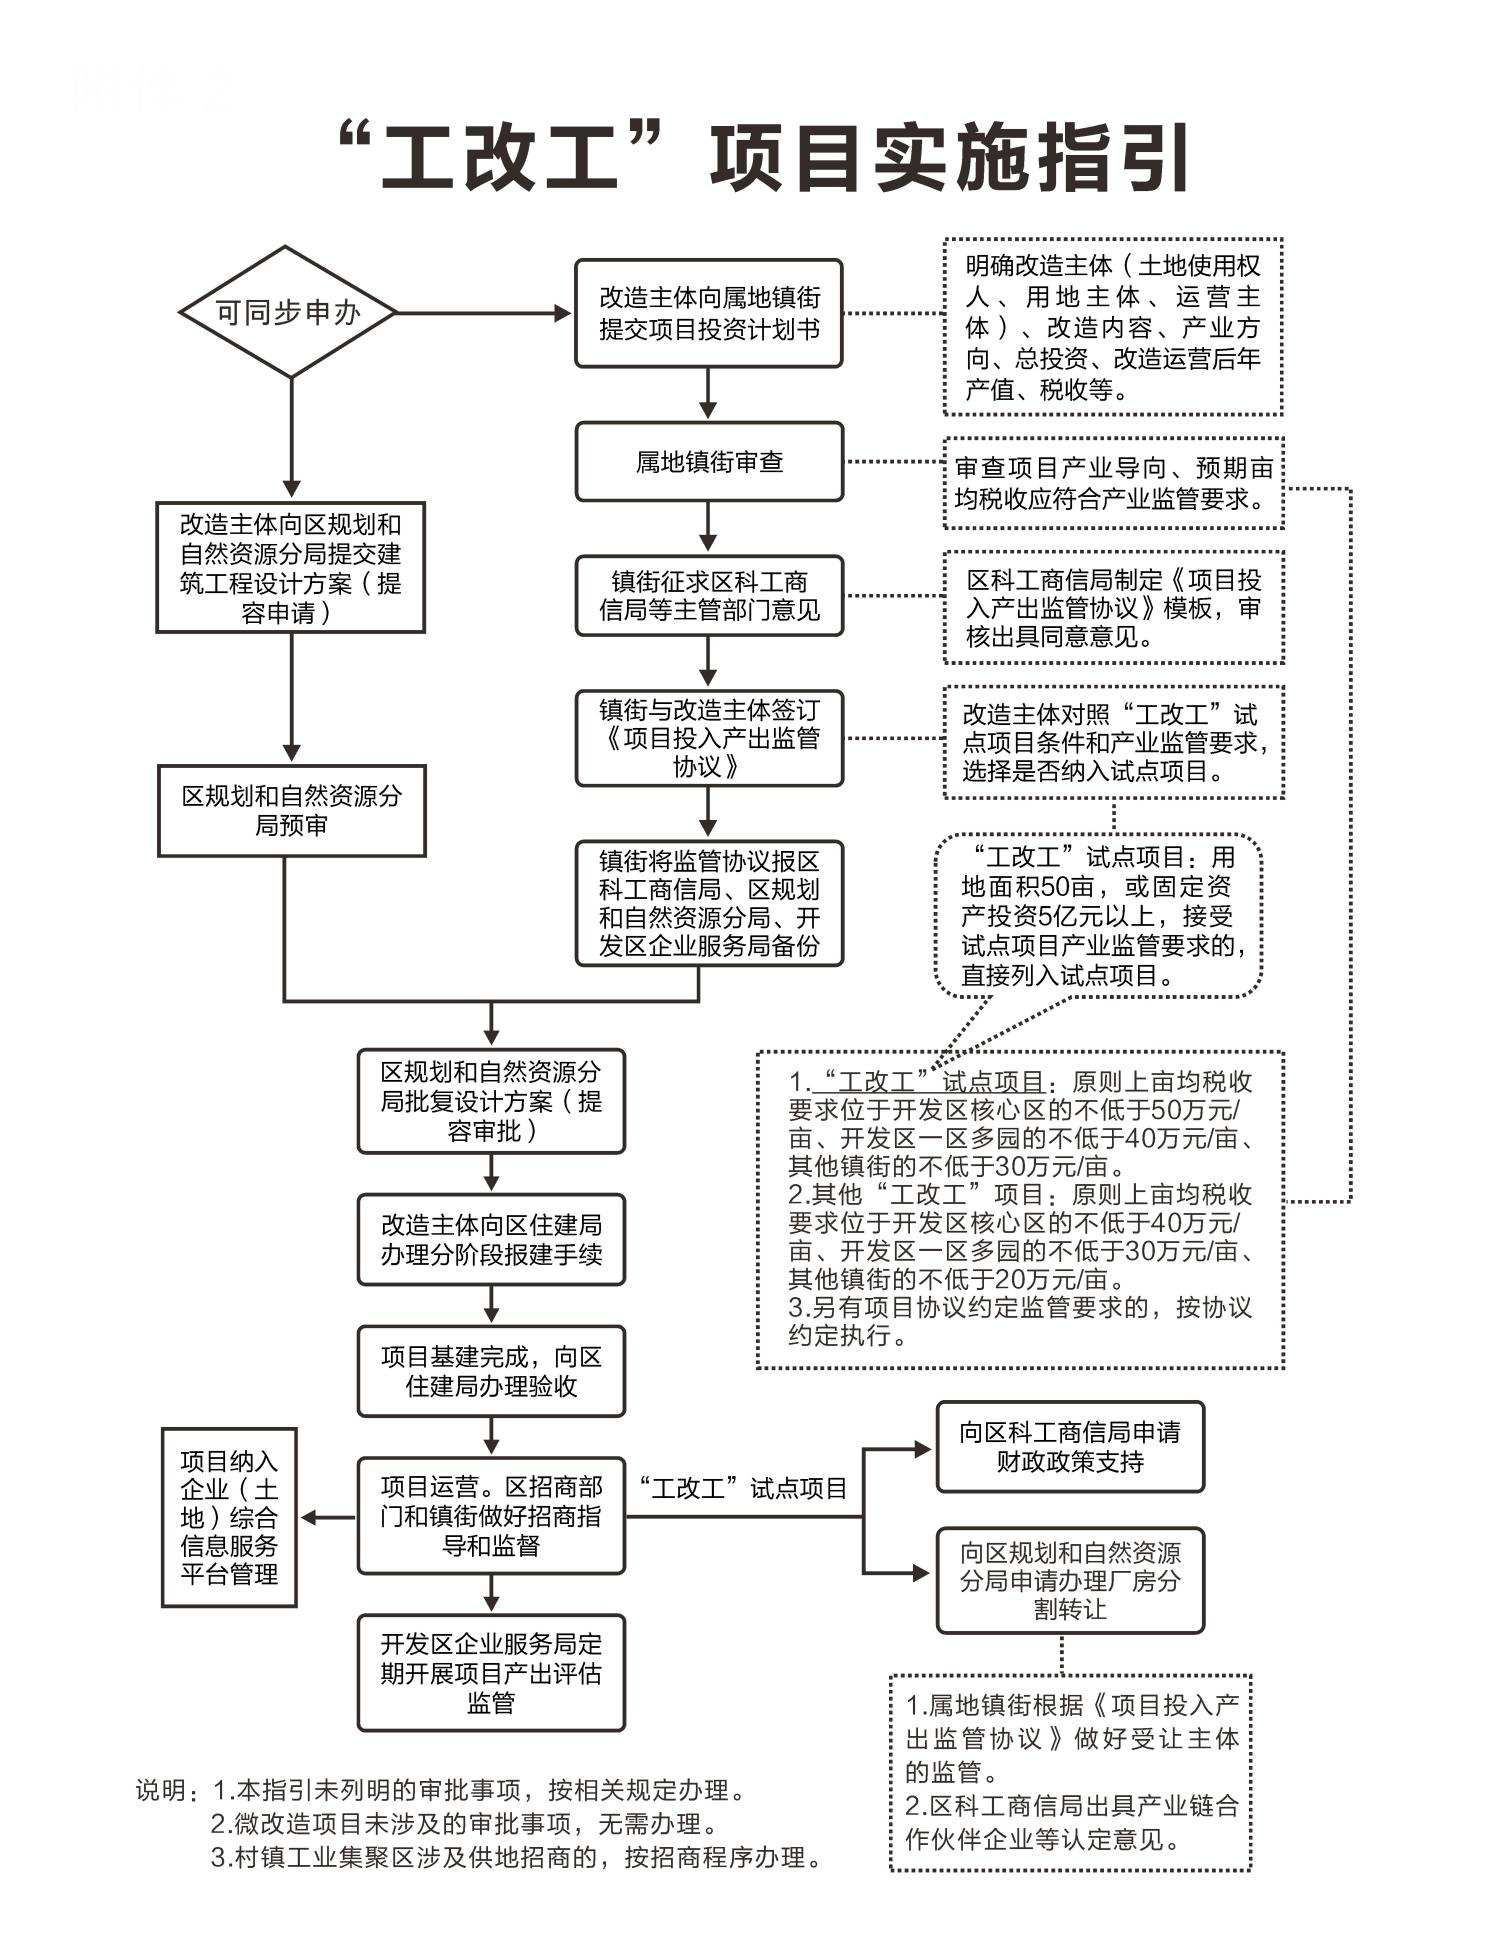 “工改工”项目实施指引
可同步申办
改造主体向属地镇街
提交项目投资计划书
明确改造主体（土地使用权
人、用地主体、运营主
体）、改造内容、产业方
向、总投资、改造运营后年
产值、税收等。
属地镇街审查
审查项目产业导向、预期亩
均税收应符合产业监管要求。
改造主体向区规划和
自然资源分局提交建
筑工程设计方案（提
容申请）
镇街征求区科工商
信局等主管部门意见
区科工商信局制定《项目投
入产出监管协议》模板，审
核出具同意意见。
镇街与改造主体签订
《项目投入产出监管
协议》
改造主体对照“工改工”试
点项目条件和产业监管要求，
选择是否纳入试点项目。
区规划和自然资源分
局预审
镇街将监管协议报区
科工商信局、区规划
和自然资源分局、开
发区企业服务局备份
“工改工”试点项目：用
地面积50亩，或固定资
产投资5亿元以上，接受
试点项目产业监管要求的，
直接列入试点项目。
区规划和自然资源分
局批复设计方案（提
容审批）
1.“工改工”试点项目：原则上亩均税收
要求位于开发区核心区的不低于50万元/
亩、开发区一区多园的不低于40万元/亩、
其他镇街的不低于30万元/亩。
2.其他“工改工”项目：原则上亩均税收
要求位于开发区核心区的不低于40万元/
亩、开发区一区多园的不低于30万元/亩、
其他镇街的不低于20万元/亩。
3.另有项目协议约定监管要求的，按协议
约定执行。
改造主体向区住建局
办理分阶段报建手续
项目基建完成，向区
住建局办理验收
项目纳入
企业（土
地）综合
信息服务
平台管理
项目运营。区招商部
门和镇街做好招商指
导和监督
“工改工”试点项目
向区科工商信局申请
财政政策支持
向区规划和自然资源
分局申请办理厂房分
割转让
开发区企业服务局定
期开展项目产出评估
监管
1.属地镇街根据《项目投入产
出监管协议》做好受让主体
的监管。
2.区科工商信局出具产业链合
作伙伴企业等认定意见。
说明：1.本指引未列明的审批事项，按相关规定办理。
2.微改造项目未涉及的审批事项，无需办理。
3.村镇工业集聚区涉及供地招商的，按招商程序办理。